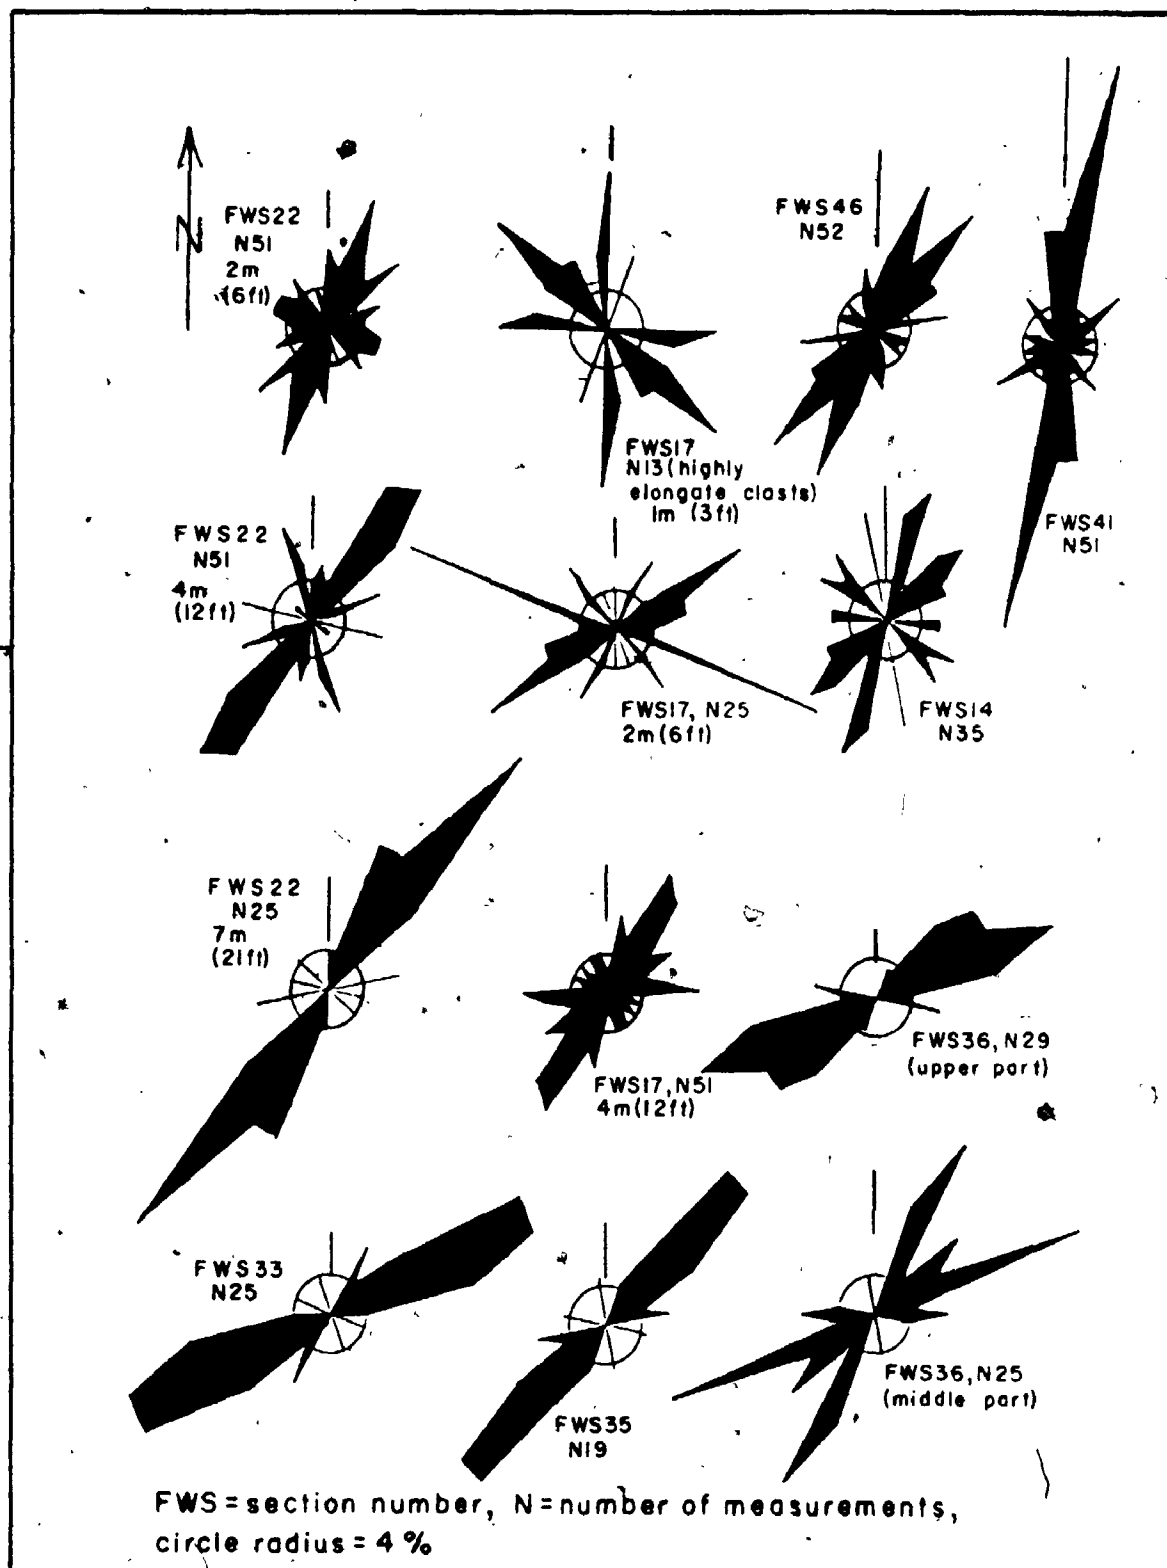 N
FWS22
N51
2m
(6ft)
FWS17
N13(highly
elongate clasts)
1m (3ft)
FWS46
N52
FWS41
N51
FWS22
N51
4m
(12ft)
FWS17, N25
2m(6ft)
FWS14
N35
FWS22
N25
7m
(21ft)
FWS17,N51
4m(12ft)
FWS36, N29
(upper part)
FWS33
N25
FWS35
N19
FWS36,N25
(middle part)
FWS=section number, N=number of measurements,
circle radius=4%